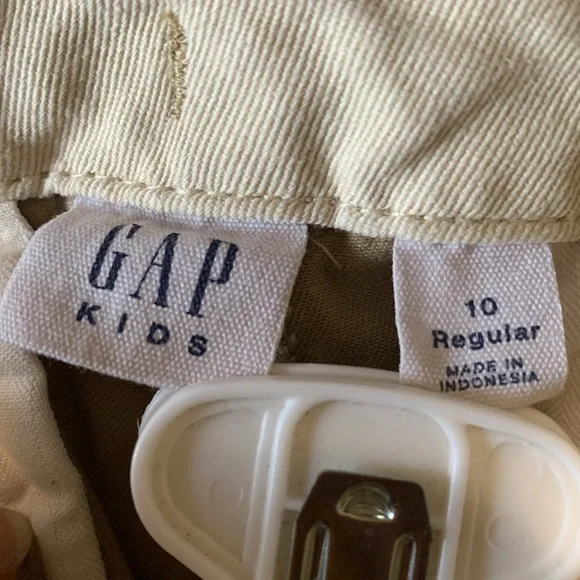 GAP
KIDS
10
Regular
MADE IN
INDONESIA